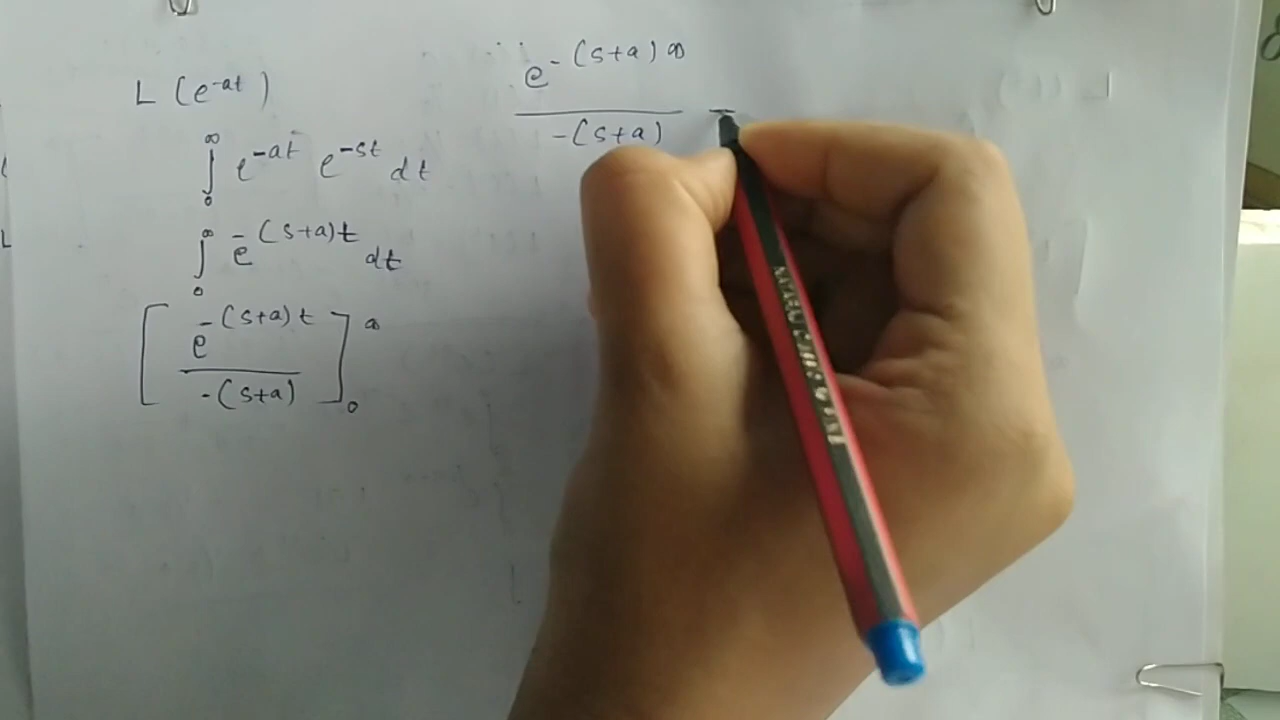 L (e^-at)
∫₀^∞ e^-at e^-st dt
∫₀^∞ e^-(s+a)t dt
[ e^-(s+a)t / -(s+a) ]₀^∞
e^-(s+a)∞ / -(s+a) -